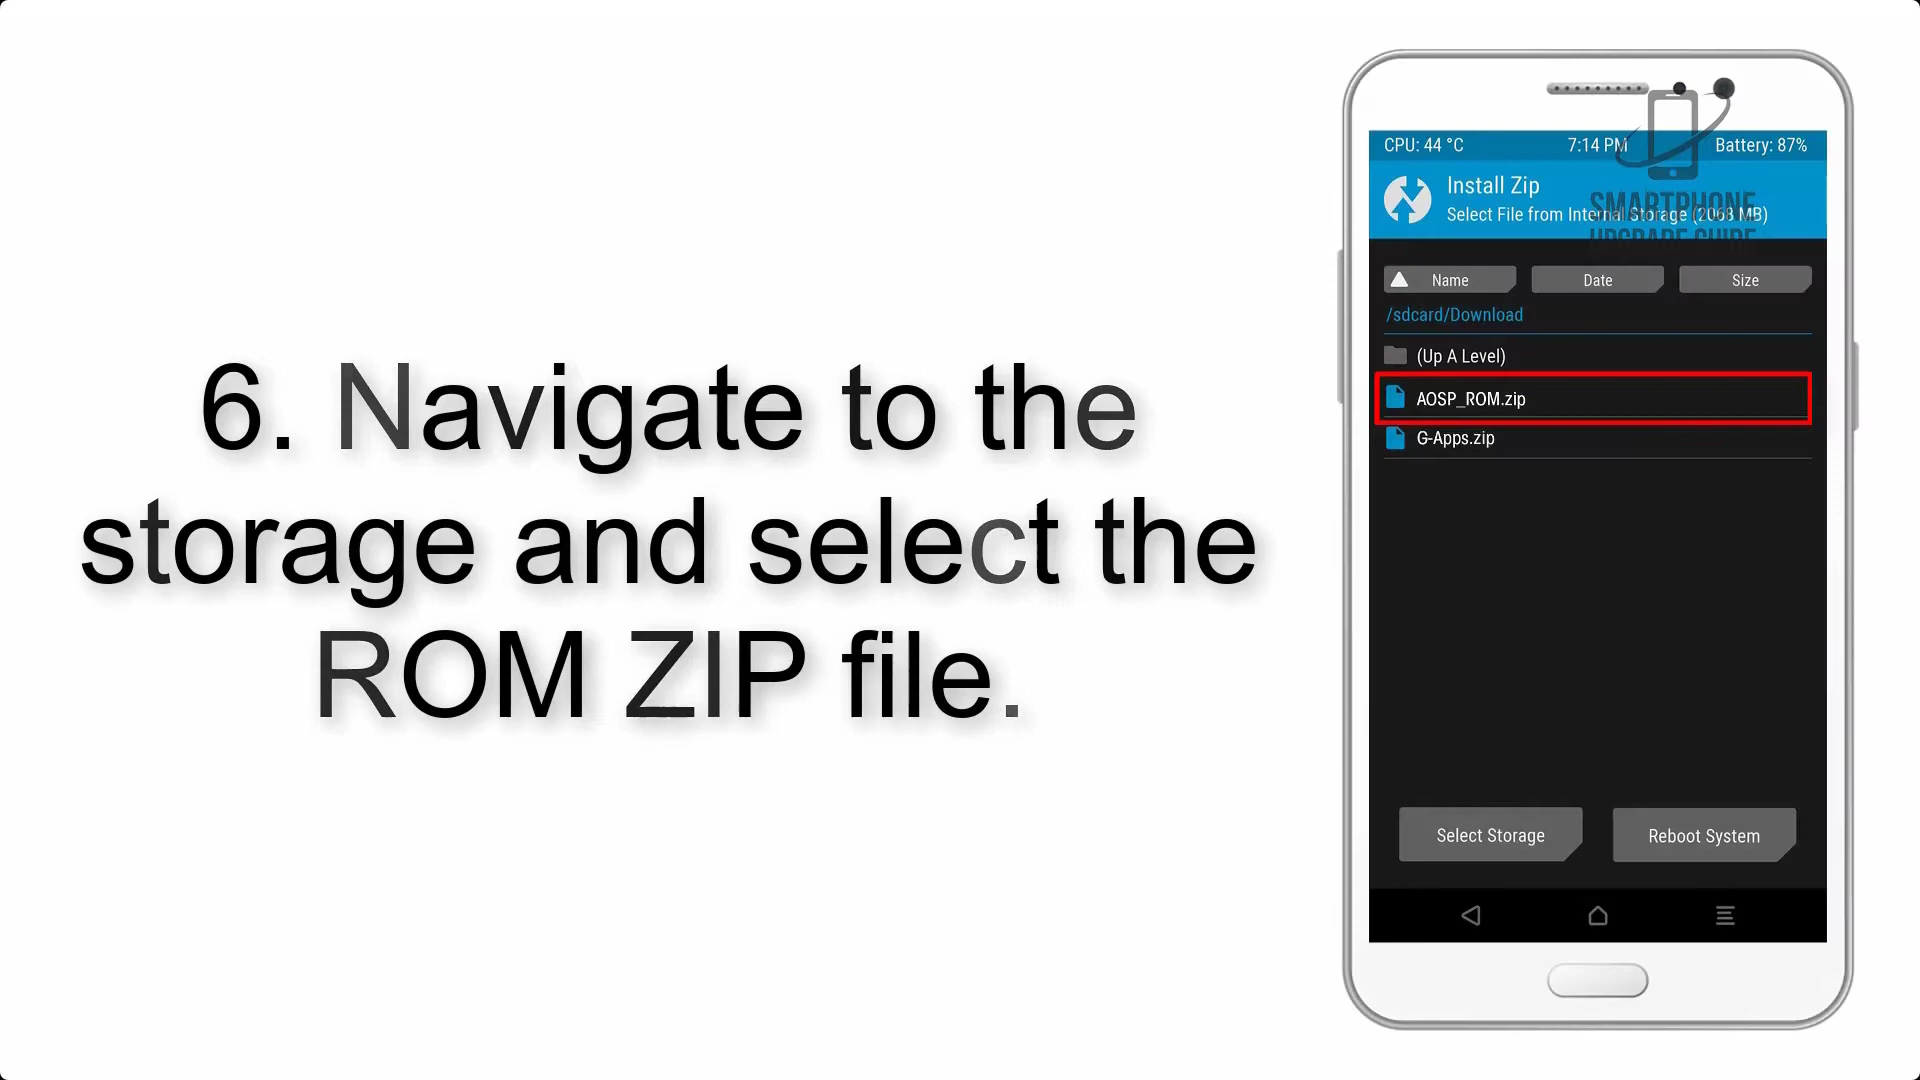 6. Navigate to the
storage and select the
ROM ZIP file.
CPU: 44 °C 7:14 PM Battery: 87%
Install Zip
Select File from Internal Storage (2068 MB)
SMARTPHONE
UPGRADE GUIDE
Name Date Size
/sdcard/Download
(Up A Level)
AOSP_ROM.zip
G-Apps.zip
Select Storage Reboot System